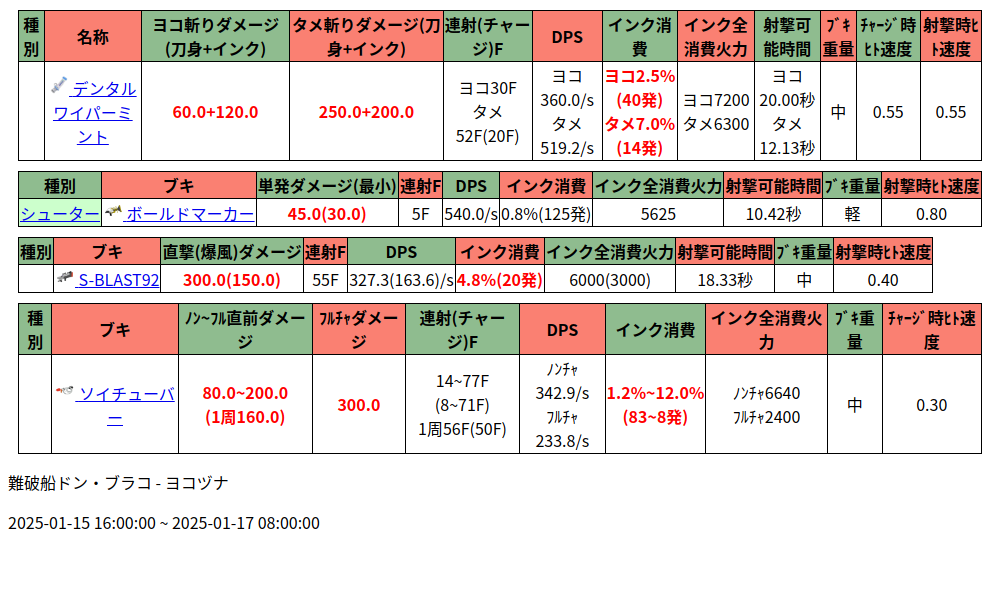 種別 名称 ヨコ斬りダメージ(刀身+インク) タメ斬りダメージ(刀身+インク) 連射(チャージ)F DPS インク消費 インク全消費火力 射撃可能時間 ﾌﾞｷ重量 ﾁｬｰｼﾞ時ﾋﾄ速度 射撃時ﾋﾄ速度
デンタルワイパーミント 60.0+120.0 250.0+200.0 ヨコ30F タメ52F(20F) ヨコ360.0/s タメ519.2/s ヨコ2.5%(40発) タメ7.0%(14発) ヨコ7200 タメ6300 ヨコ20.00秒 タメ12.13秒 中 0.55 0.55
種別 ブキ 単発ダメージ(最小) 連射F DPS インク消費 インク全消費火力 射撃可能時間 ﾌﾞｷ重量 射撃時ﾋﾄ速度
シューター ボールドマーカー 45.0(30.0) 5F 540.0/s 0.8%(125発) 5625 10.42秒 軽 0.80
種別 ブキ 直撃(爆風)ダメージ 連射F DPS インク消費 インク全消費火力 射撃可能時間 ﾌﾞｷ重量 射撃時ﾋﾄ速度
S-BLAST92 300.0(150.0) 55F 327.3(163.6)/s 4.8%(20発) 6000(3000) 18.33秒 中 0.40
種別 ブキ ﾉﾝ~ﾌﾙ直前ダメージ ﾌﾙﾁｬダメージ 連射(チャージ)F DPS インク消費 インク全消費火力 ﾌﾞｷ重量 ﾁｬｰｼﾞ時ﾋﾄ速度
ソイチューバー 80.0~200.0(1周160.0) 300.0 14~77F(8~71F) 1周56F(50F) ﾉﾝﾁｬ342.9/s ﾌﾙﾁｬ233.8/s 1.2%~12.0%(83~8発) ﾉﾝﾁｬ6640 ﾌﾙﾁｬ2400 中 0.30
難破船ドン・ブラコ - ヨコヅナ
2025-01-15 16:00:00 ~ 2025-01-17 08:00:00